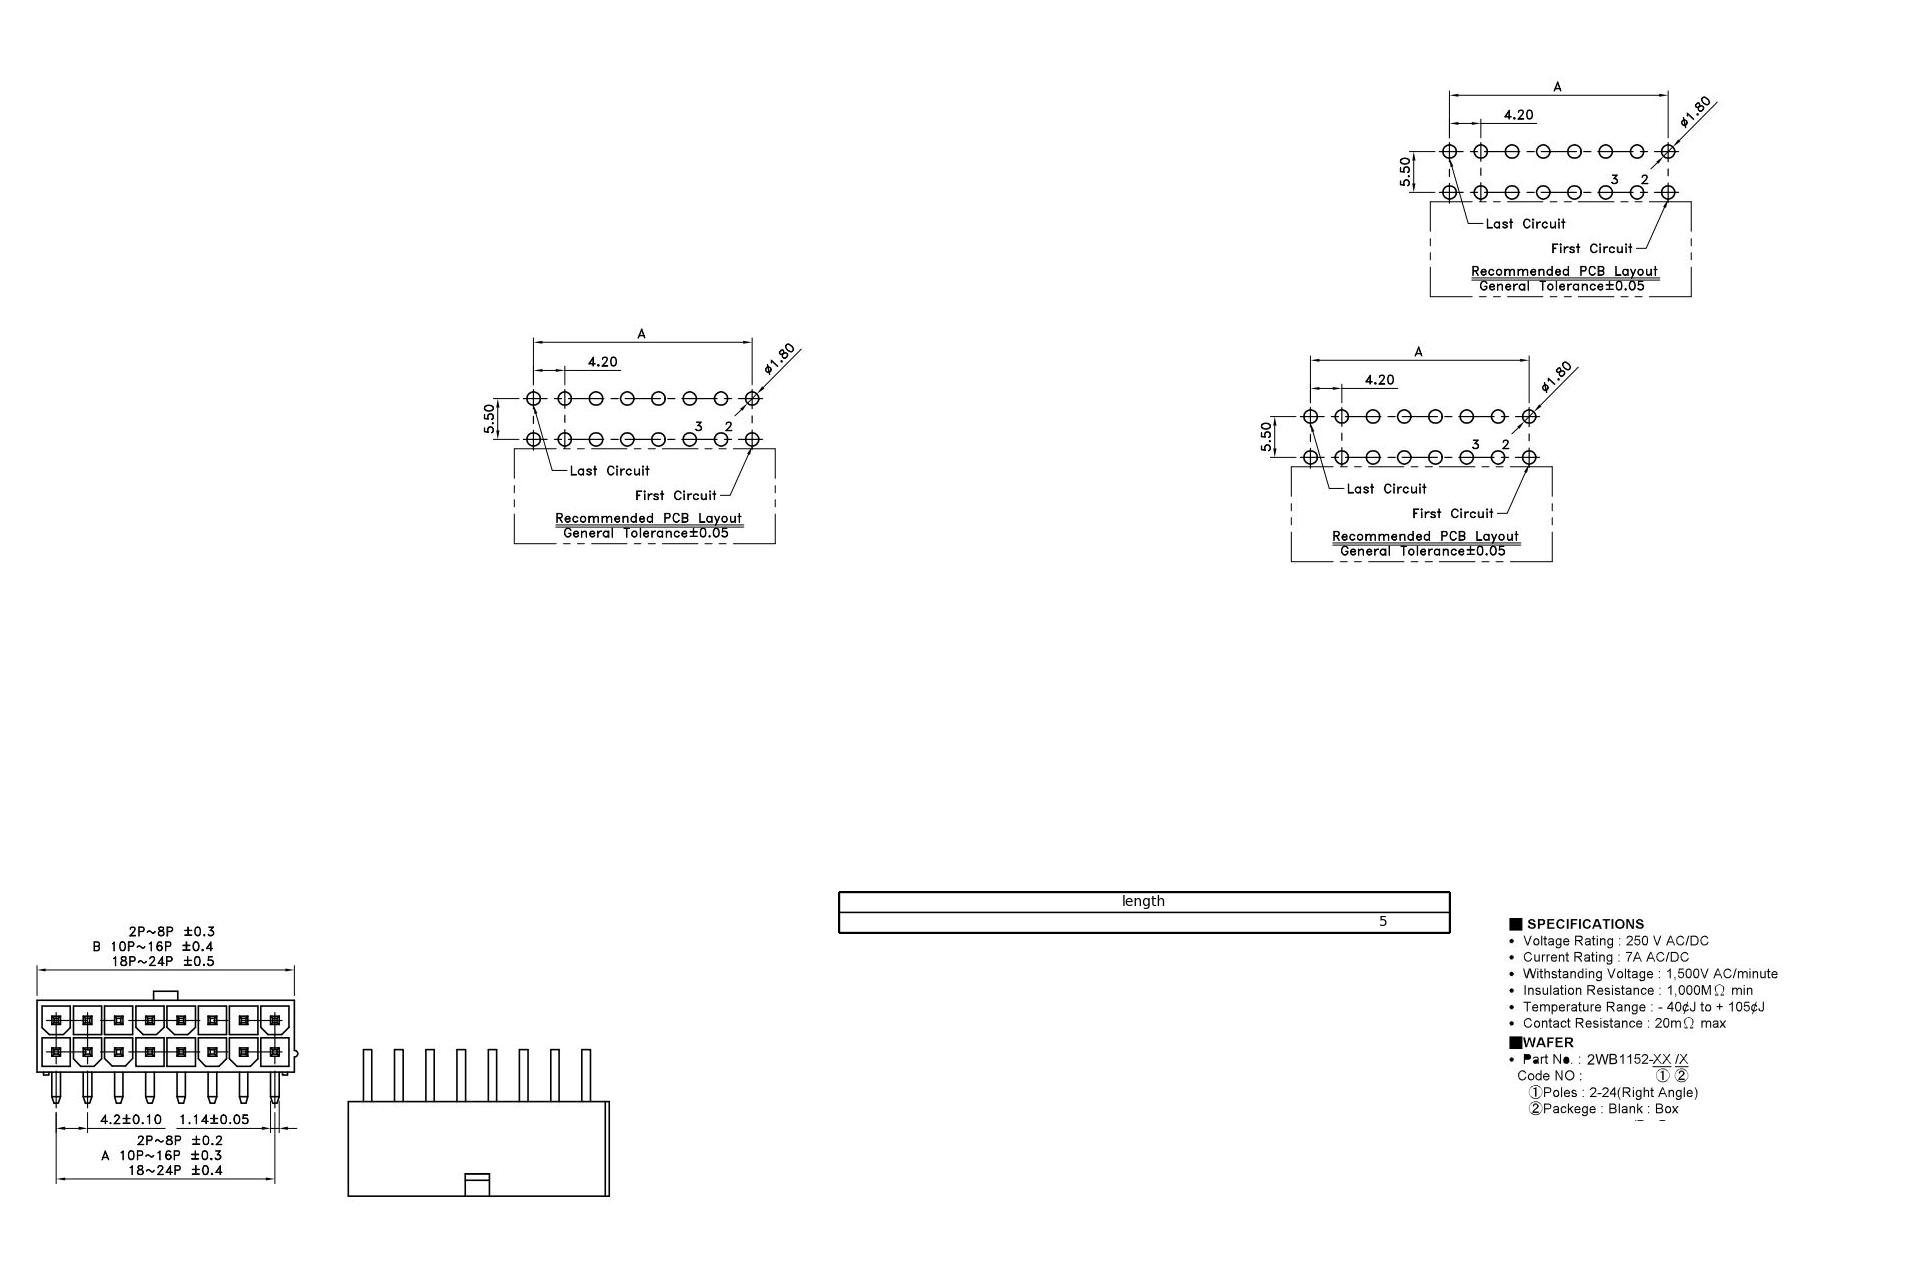 A
4.20
ø1.80
5.50
3 2
Last Circuit
First Circuit
Recommended PCB Layout
General Tolerance±0.05
A
4.20
ø1.80
5.50
3 2
Last Circuit
First Circuit
Recommended PCB Layout
General Tolerance±0.05
A
4.20
ø1.80
5.50
3 2
Last Circuit
First Circuit
Recommended PCB Layout
General Tolerance±0.05
2P~8P ±0.3
B 10P~16P ±0.4
18P~24P ±0.5
4.2±0.10 1.14±0.05
2P~8P ±0.2
A 10P~16P ±0.3
18~24P ±0.4
length
5
■ SPECIFICATIONS
• Voltage Rating : 250 V AC/DC
• Current Rating : 7A AC/DC
• Withstanding Voltage : 1,500V AC/minute
• Insulation Resistance : 1,000MΩ min
• Temperature Range : - 40¢J to + 105¢J
• Contact Resistance : 20mΩ max
■WAFER
• Part No. : 2WB1152-XX /X
Code NO : ① ②
①Poles : 2-24(Right Angle)
②Packege : Blank : Box